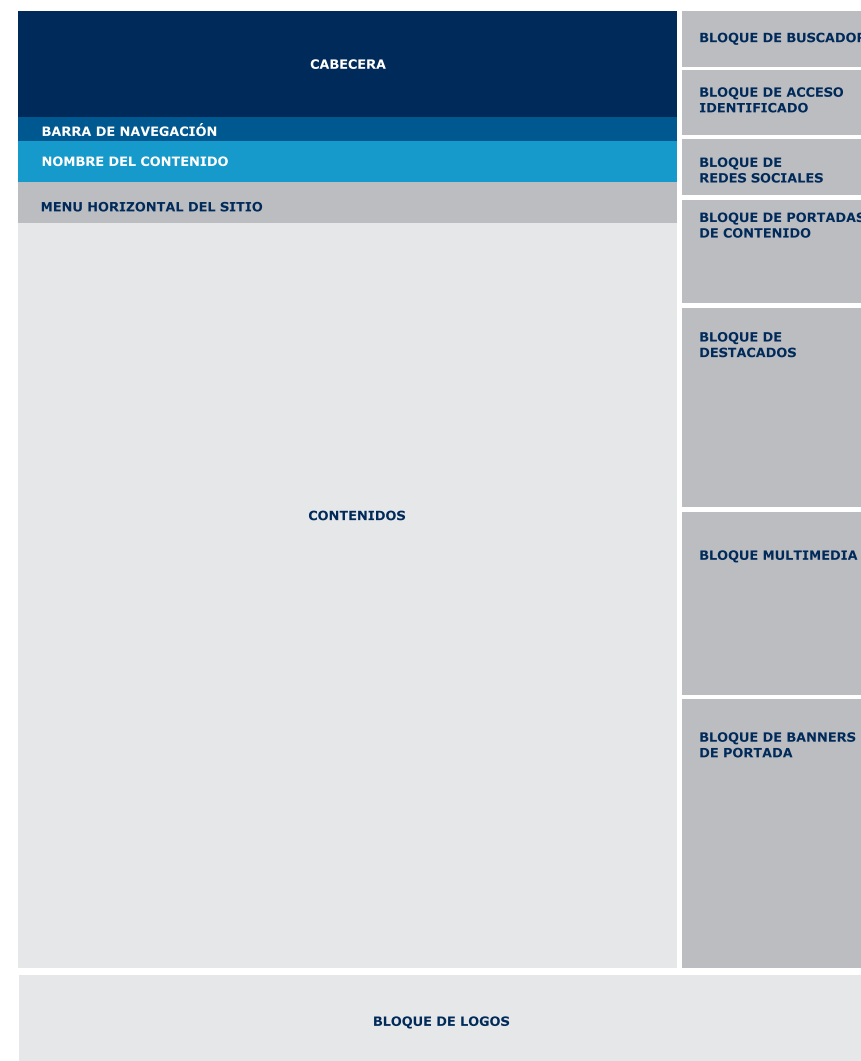 CABECERA
BARRA DE NAVEGACIÓN
NOMBRE DEL CONTENIDO
MENU HORIZONTAL DEL SITIO
CONTENIDOS
BLOQUE DE BUSCADOR
BLOQUE DE ACCESO
IDENTIFICADO
BLOQUE DE
REDES SOCIALES
BLOQUE DE PORTADAS
DE CONTENIDO
BLOQUE DE
DESTACADOS
BLOQUE MULTIMEDIA
BLOQUE DE BANNERS
DE PORTADA
BLOQUE DE LOGOS